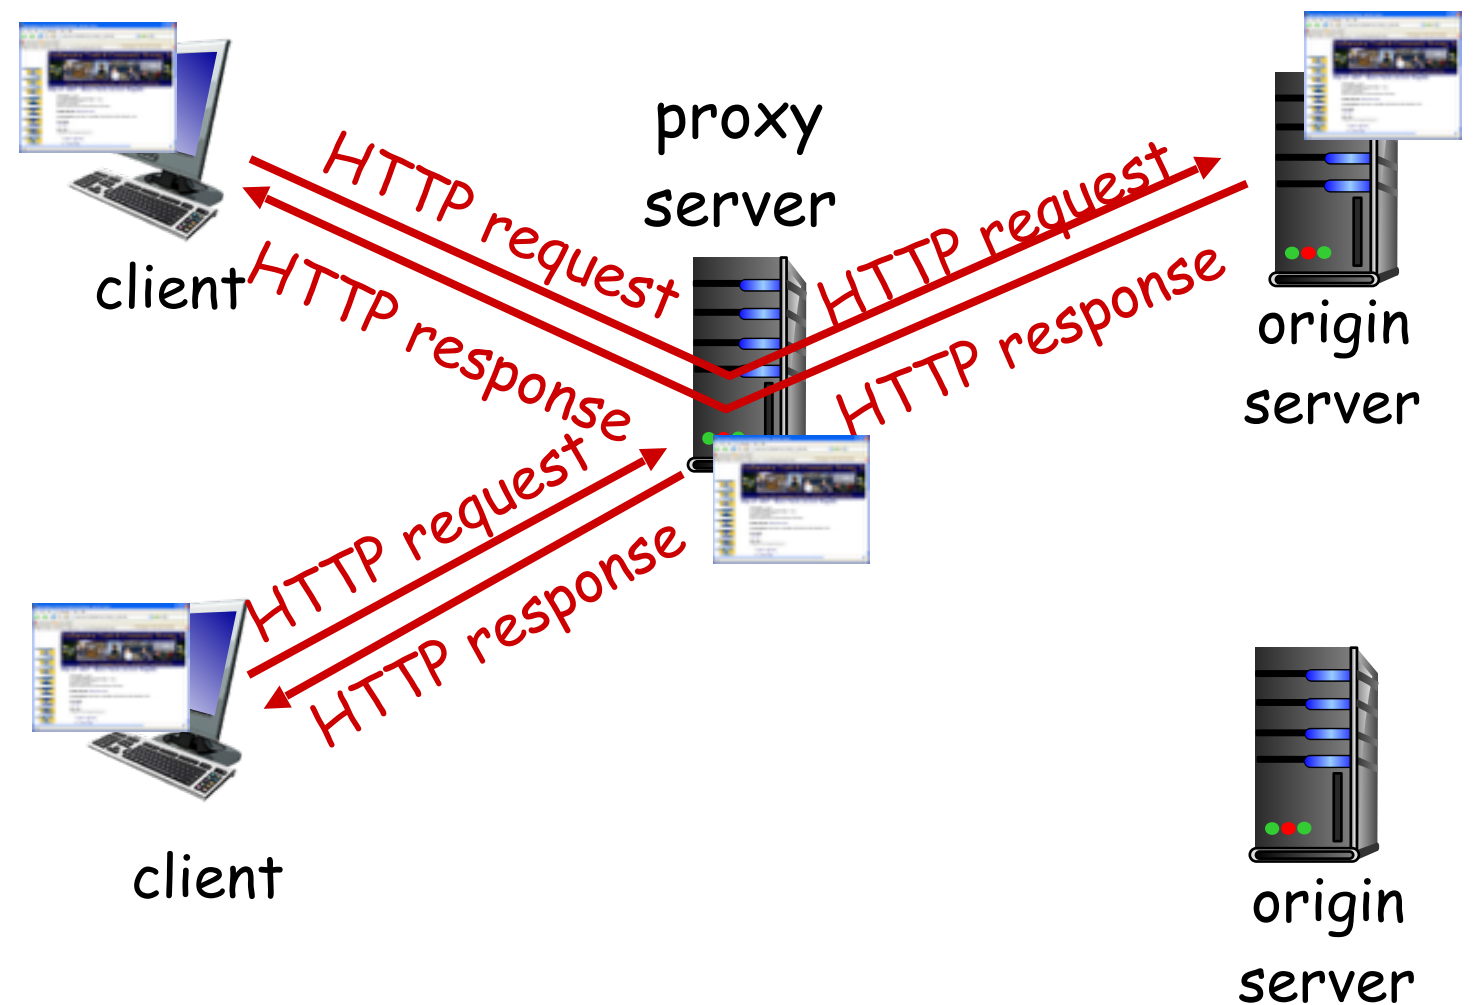 proxy
server
HTTP request
HTTP request
client
HTTP response
HTTP response
origin
server
HTTP request
HTTP response
client
origin
server